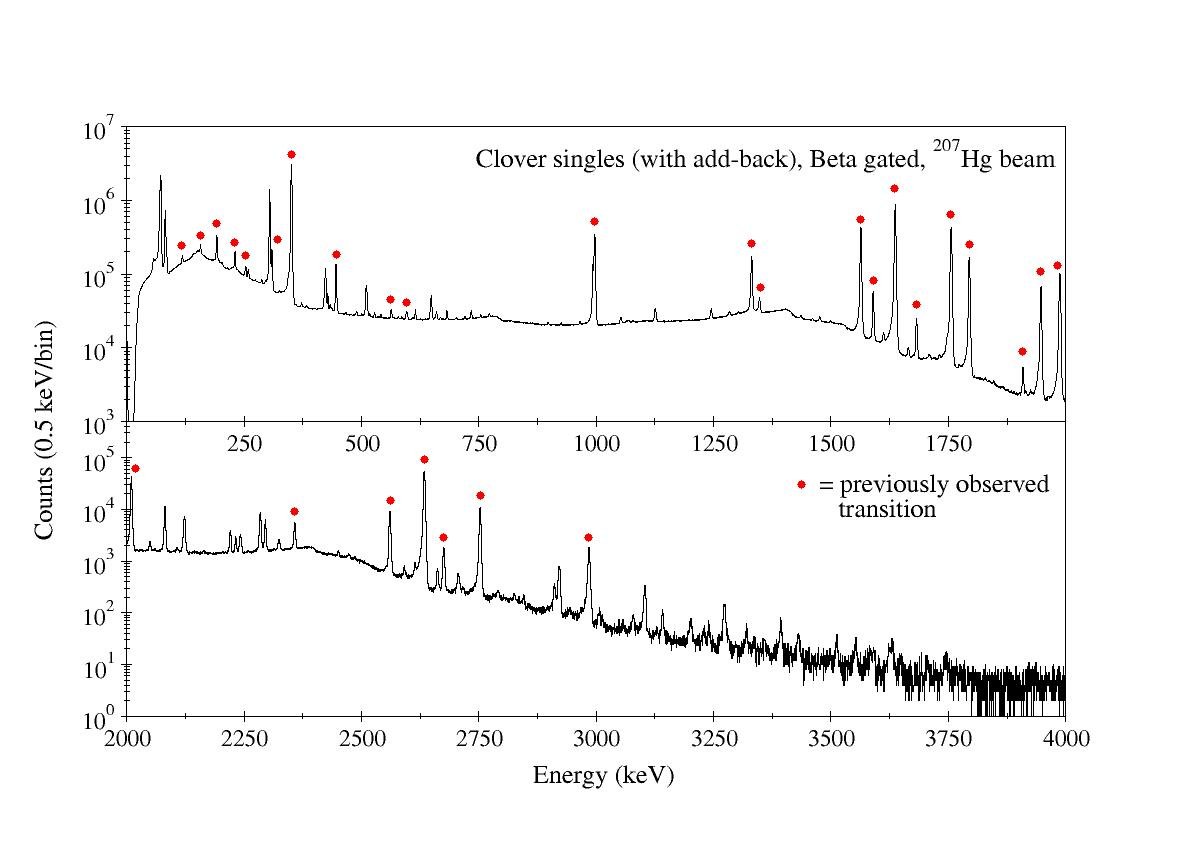 10^7
Clover singles (with add-back), Beta gated, ^207Hg beam
10^6
10^5
10^4
10^3
250 500 750 1000 1250 1500 1750
Counts (0.5 keV/bin)
10^5
= previously observed
transition
10^4
10^3
10^2
10^1
10^0
2000 2250 2500 2750 3000 3250 3500 3750 4000
Energy (keV)